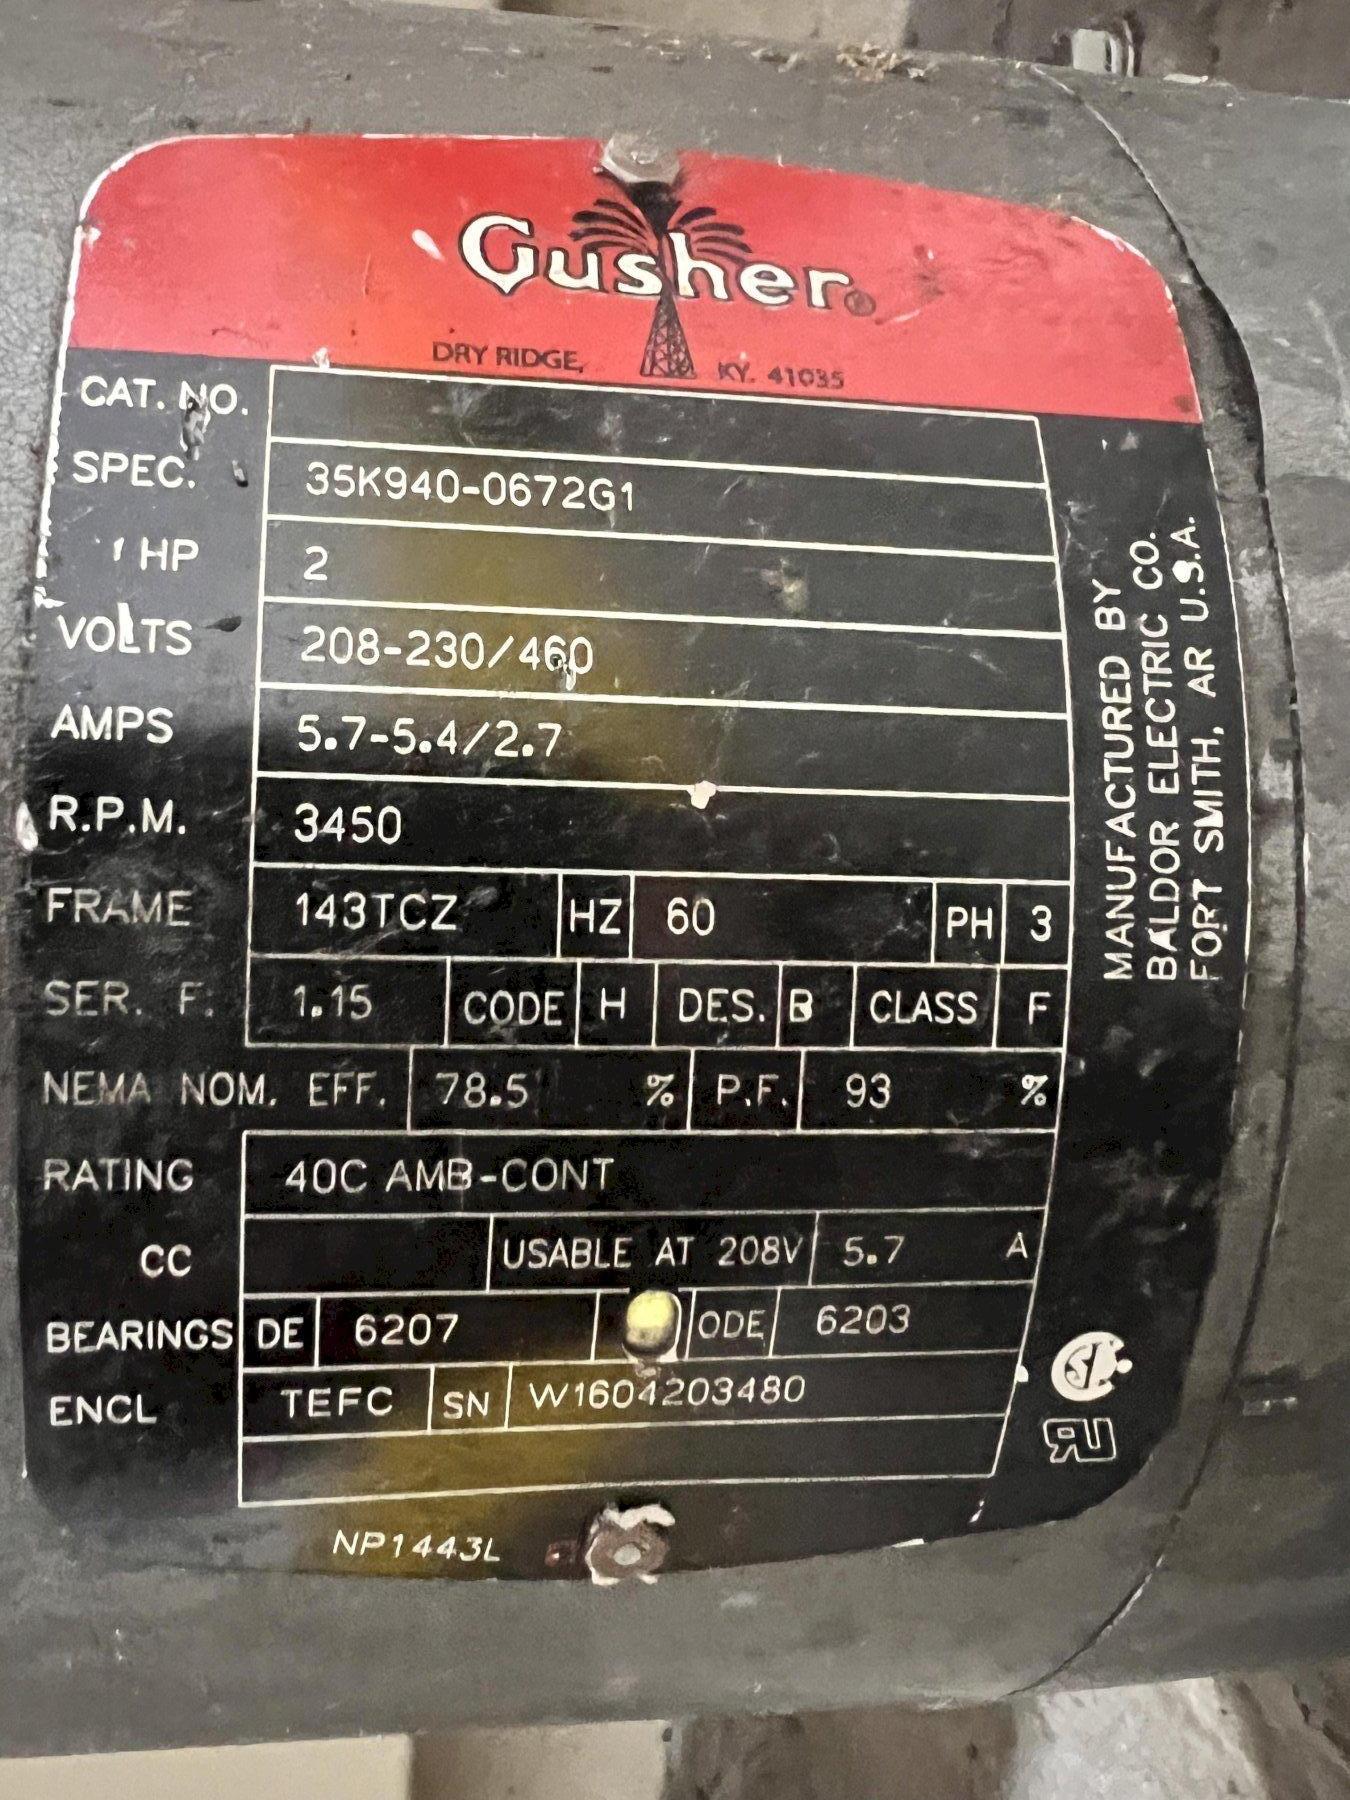 Gusher®
DRY RIDGE, KY. 41035
CAT. NO.
SPEC. 35K940-0672G1
HP 2
VOLTS 208-230/460
AMPS 5.7-5.4/2.7
R.P.M. 3450
FRAME 143TCZ HZ 60 PH 3
SER. F. 1.15 CODE H DES. B CLASS F
NEMA NOM. EFF. 78.5 % P.F. 93 %
RATING 40C AMB-CONT
CC USABLE AT 208V 5.7 A
BEARINGS DE 6207 ODE 6203
ENCL TEFC SN W1604203480
NP1443L
MANUFACTURED BY
BALDOR ELECTRIC CO.
FORT SMITH, AR U.S.A.